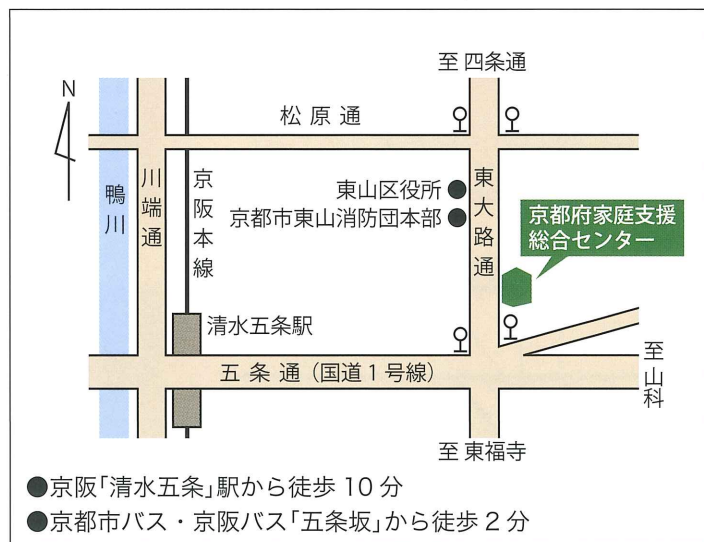 至 四条通
N
松原通
鴨川
川端通
京阪本線
東山区役所
京都市東山消防団本部
東大路通
京都府家庭支援
総合センター
清水五条駅
五条通（国道1号線）
至 山科
至 東福寺
●京阪「清水五条」駅から徒歩 10 分
●京都市バス・京阪バス「五条坂」から徒歩 2 分